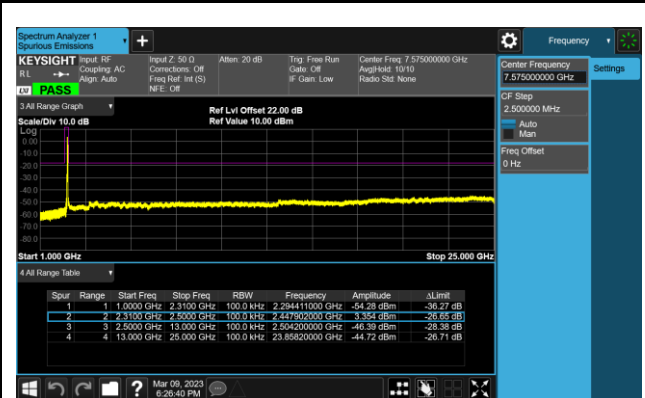 Spectrum Analyzer 1
Spurious Emissions
Frequency
KEYSIGHT Input: RF Input Z: 50 Ω Atten: 20 dB Trig: Free Run Center Freq: 7.575000000 GHz
RL Coupling: AC Corrections: Off Gate: Off Avg|Hold: 10/10
Align: Auto Freq Ref: Int (S) IF Gain: Low Radio Std: None
LXI PASS NFE: Off
Center Frequency
7.575000000 GHz
Settings
CF Step
2.500000 MHz
Auto
Man
Freq Offset
0 Hz
3 All Range Graph
Ref Lvl Offset 22.00 dB
Scale/Div 10.0 dB Ref Value 10.00 dBm
Log
0.00
-10.0
-20.0
-30.0
-40.0
-50.0
-60.0
-70.0
-80.0
Start 1.000 GHz Stop 25.000 GHz
4 All Range Table
Spur Range Start Freq Stop Freq RBW Frequency Amplitude ΔLimit
1 1 1.0000 GHz 2.3100 GHz 100.0 kHz 2.294411000 GHz -54.28 dBm -36.27 dB
2 2 2.3100 GHz 2.5000 GHz 100.0 kHz 2.447902000 GHz 3.354 dBm -26.65 dB
3 3 2.5000 GHz 13.000 GHz 100.0 kHz 2.504200000 GHz -46.39 dBm -28.38 dB
4 4 13.000 GHz 25.000 GHz 100.0 kHz 23.85820000 GHz -44.72 dBm -26.71 dB
Mar 09, 2023
6:26:40 PM